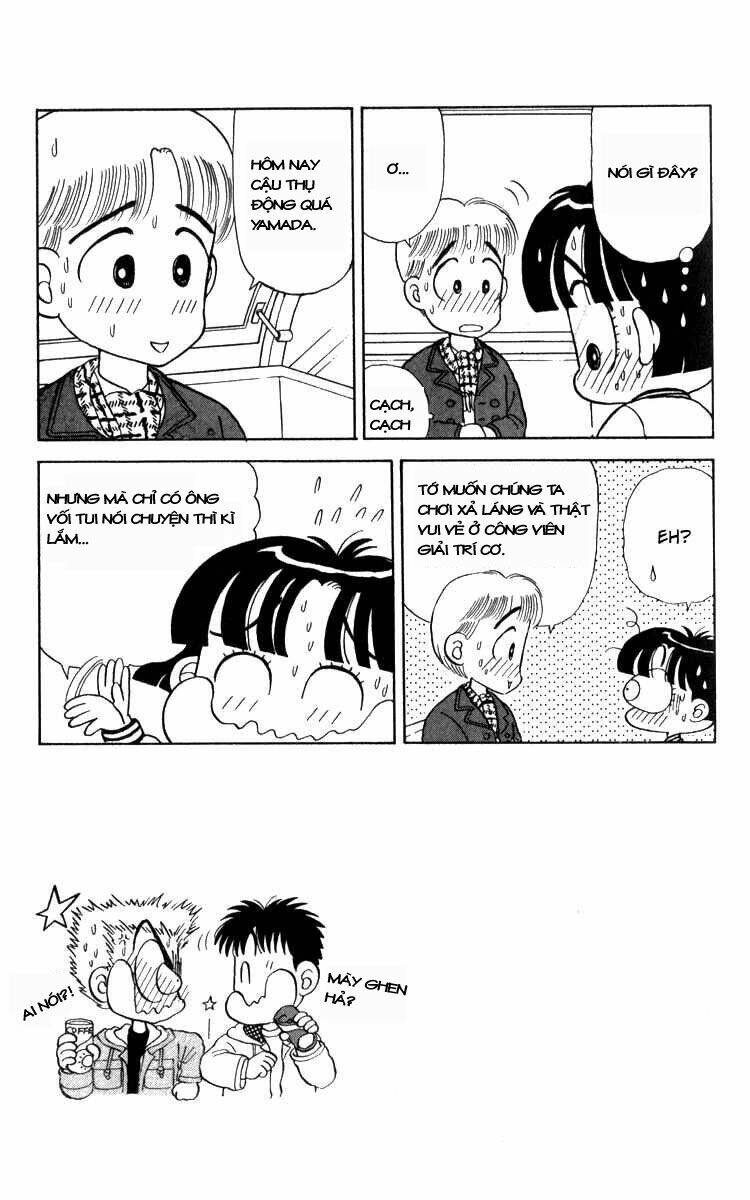 HÔM NAY
CẬU THỤ
ĐỘNG QUÁ
YAMADA.
Ơ...
NÓI GÌ ĐÂY?
CẠCH,
CẠCH
NHƯNG MÀ CHỈ CÓ ÔNG
VỚI TUI NÓI CHUYỆN THÌ KÌ
LẮM...
TỚ MUỐN CHÚNG TA
CHƠI XẢ LÁNG VÀ THẬT
VUI VẺ Ở CÔNG VIÊN
GIẢI TRÍ CƠ.
EH?
AI NÓI?!
MÀY GHEN
HẢ?